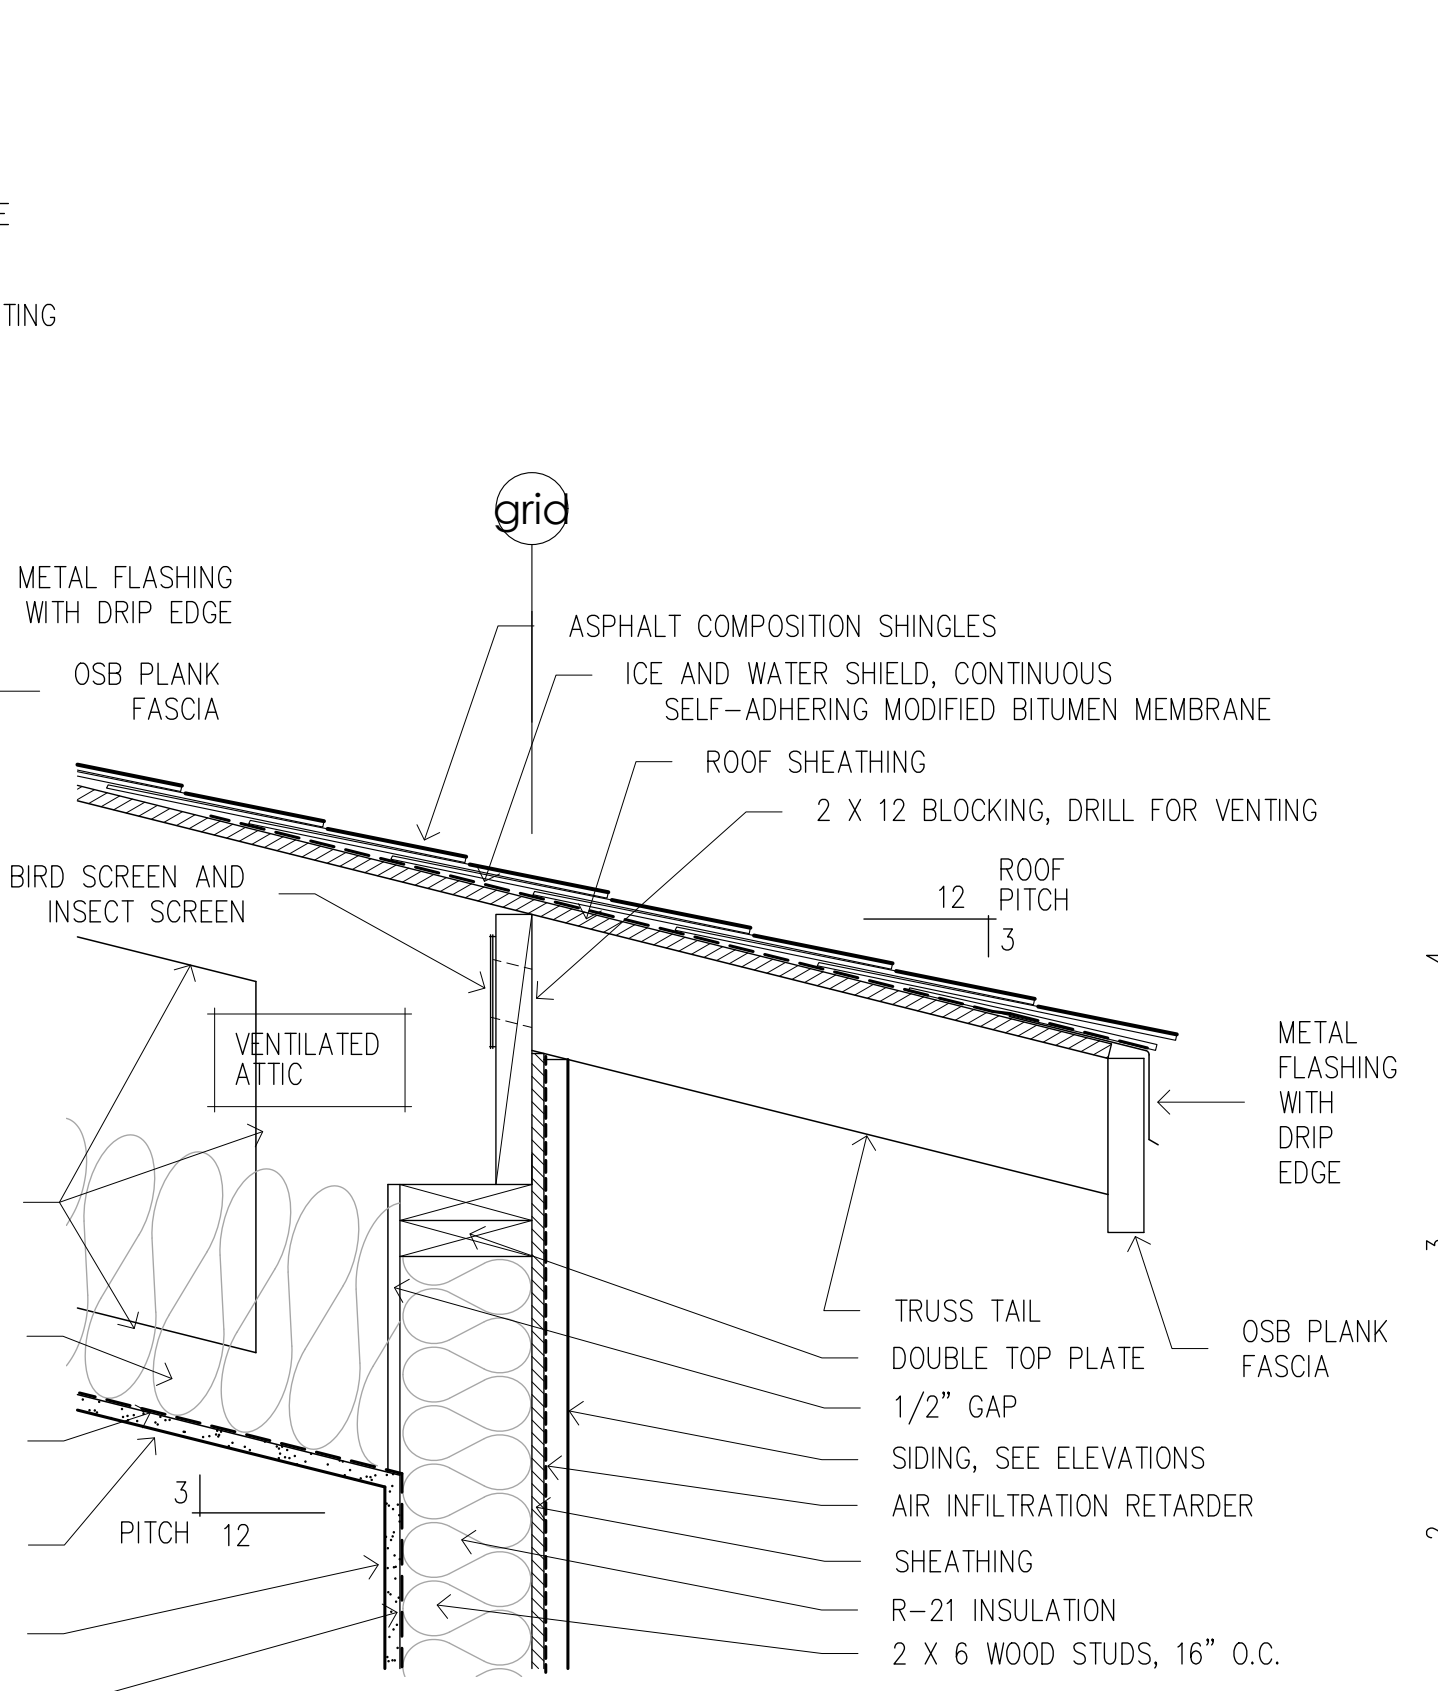 E
TING
grid
METAL FLASHING
WITH DRIP EDGE
OSB PLANK
FASCIA
ASPHALT COMPOSITION SHINGLES
ICE AND WATER SHIELD, CONTINUOUS
SELF-ADHERING MODIFIED BITUMEN MEMBRANE
ROOF SHEATHING
2 X 12 BLOCKING, DRILL FOR VENTING
BIRD SCREEN AND
INSECT SCREEN
ROOF
PITCH
12
3
VENTILATED
ATTIC
METAL
FLASHING
WITH
DRIP
EDGE
TRUSS TAIL
DOUBLE TOP PLATE
1/2" GAP
OSB PLANK
FASCIA
SIDING, SEE ELEVATIONS
AIR INFILTRATION RETARDER
SHEATHING
R-21 INSULATION
2 X 6 WOOD STUDS, 16" O.C.
3
PITCH 12